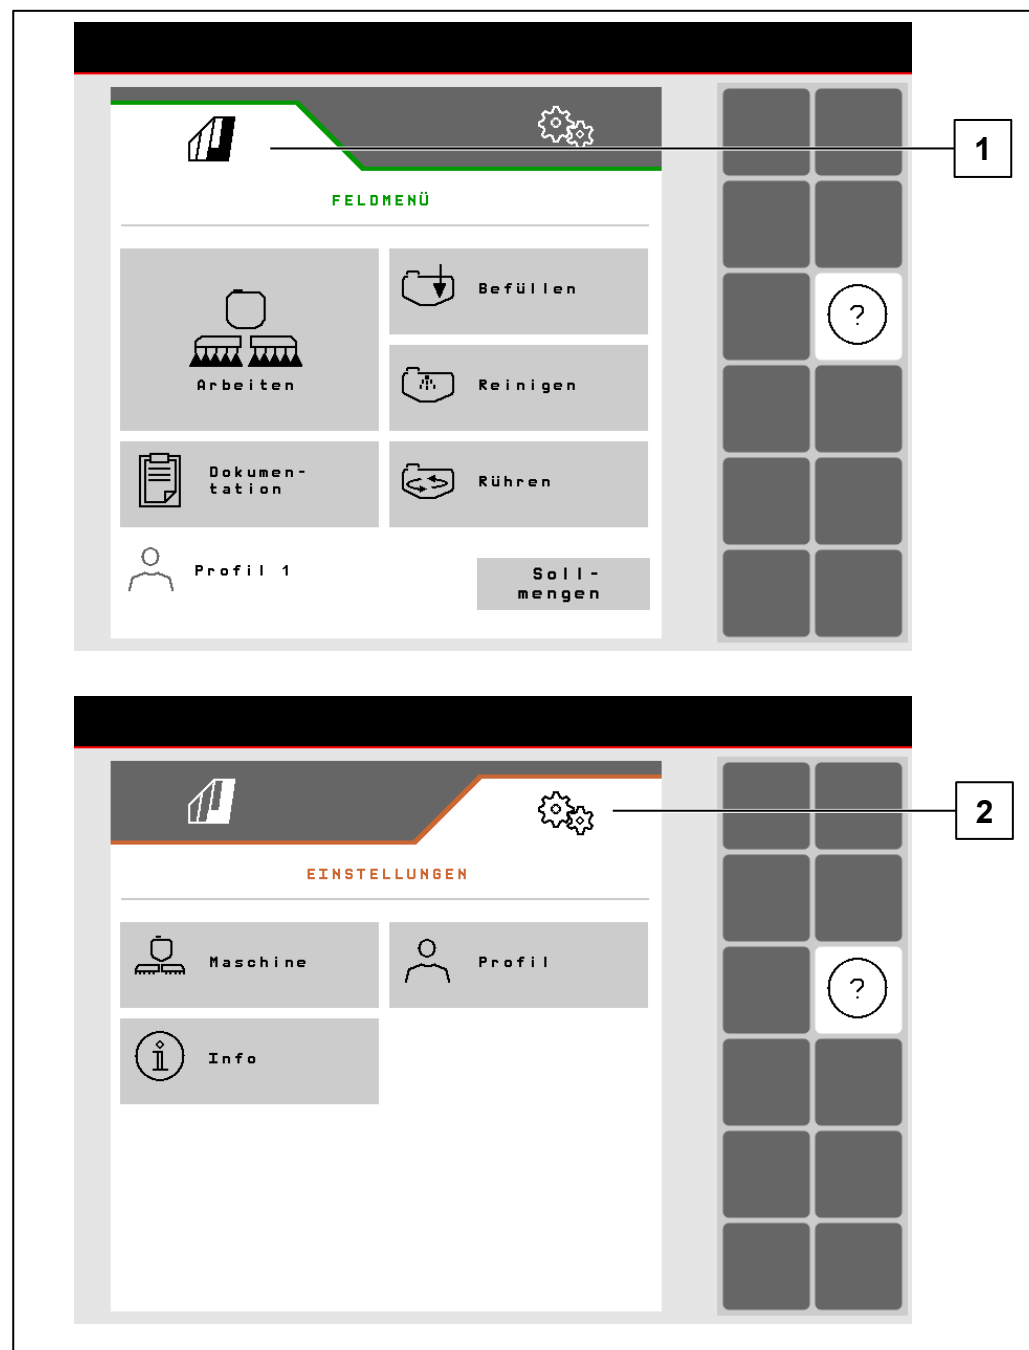 1
FELDMENÜ
Befüllen
Arbeiten
Reinigen
Dokumen-
tation
Rühren
Profil 1
Soll-
mengen
?
2
EINSTELLUNGEN
Maschine
Profil
Info
?